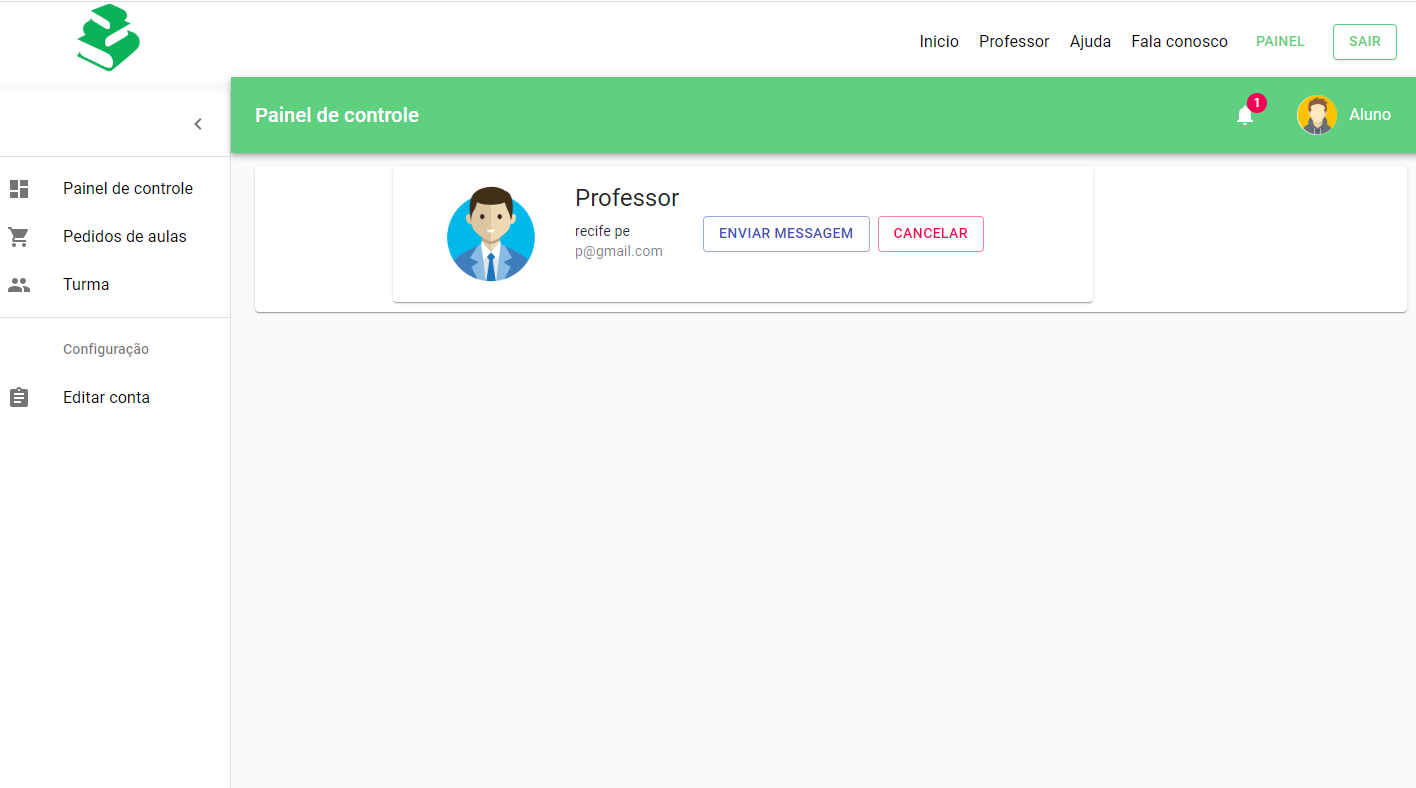 Inicio Professor Ajuda Fala conosco PAINEL SAIR
Painel de controle
1
Aluno
Painel de controle
Pedidos de aulas
Turma
Configuração
Editar conta
Professor
recife pe
p@gmail.com
ENVIAR MESSAGEM CANCELAR